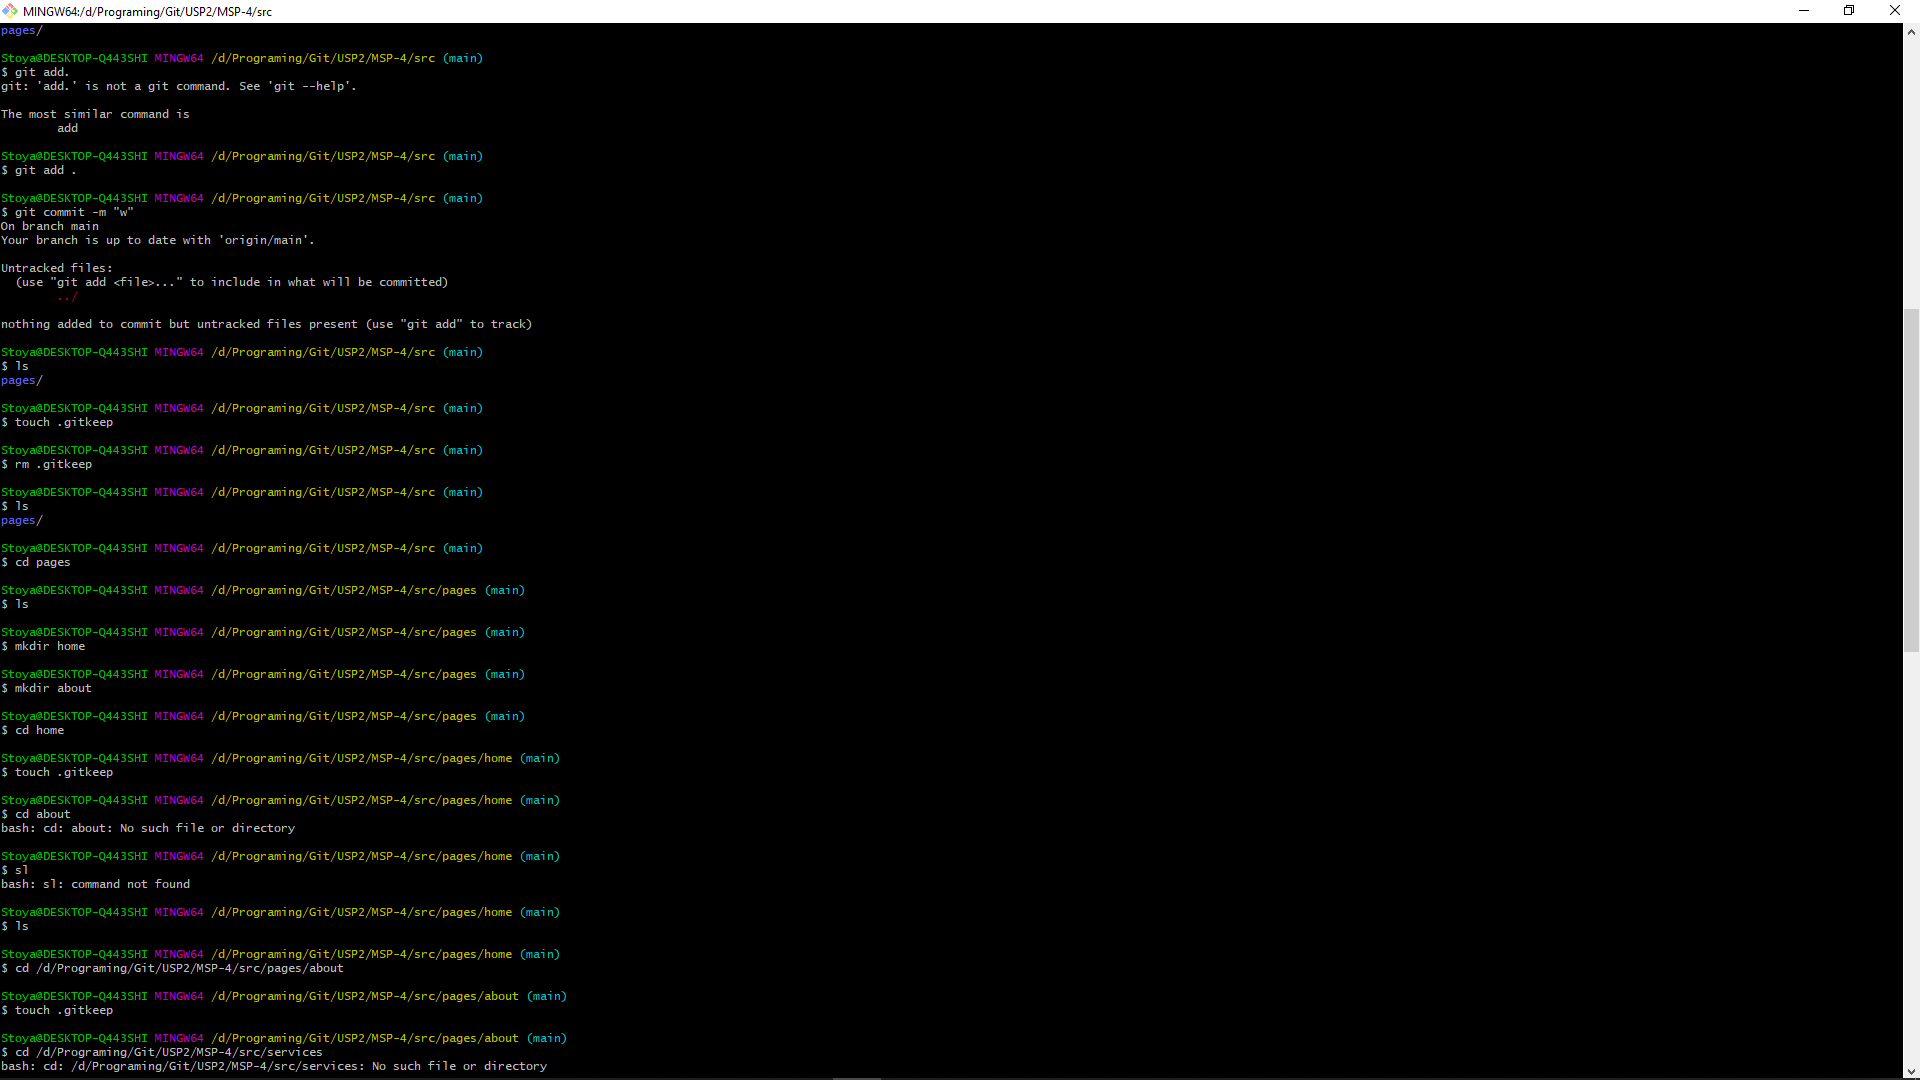 MINGW64:/d/Programing/Git/USP2/MSP-4/src
pages/
Stoya@DESKTOP-Q443SHI MINGW64 /d/Programing/Git/USP2/MSP-4/src (main)
$ git add.
git: 'add.' is not a git command. See 'git --help'.
The most similar command is
add
Stoya@DESKTOP-Q443SHI MINGW64 /d/Programing/Git/USP2/MSP-4/src (main)
$ git add .
Stoya@DESKTOP-Q443SHI MINGW64 /d/Programing/Git/USP2/MSP-4/src (main)
$ git commit -m "w"
On branch main
Your branch is up to date with 'origin/main'.
Untracked files:
(use "git add <file>..." to include in what will be committed)
../
nothing added to commit but untracked files present (use "git add" to track)
Stoya@DESKTOP-Q443SHI MINGW64 /d/Programing/Git/USP2/MSP-4/src (main)
$ ls
pages/
Stoya@DESKTOP-Q443SHI MINGW64 /d/Programing/Git/USP2/MSP-4/src (main)
$ touch .gitkeep
Stoya@DESKTOP-Q443SHI MINGW64 /d/Programing/Git/USP2/MSP-4/src (main)
$ rm .gitkeep
Stoya@DESKTOP-Q443SHI MINGW64 /d/Programing/Git/USP2/MSP-4/src (main)
$ ls
pages/
Stoya@DESKTOP-Q443SHI MINGW64 /d/Programing/Git/USP2/MSP-4/src (main)
$ cd pages
Stoya@DESKTOP-Q443SHI MINGW64 /d/Programing/Git/USP2/MSP-4/src/pages (main)
$ ls
Stoya@DESKTOP-Q443SHI MINGW64 /d/Programing/Git/USP2/MSP-4/src/pages (main)
$ mkdir home
Stoya@DESKTOP-Q443SHI MINGW64 /d/Programing/Git/USP2/MSP-4/src/pages (main)
$ mkdir about
Stoya@DESKTOP-Q443SHI MINGW64 /d/Programing/Git/USP2/MSP-4/src/pages (main)
$ cd home
Stoya@DESKTOP-Q443SHI MINGW64 /d/Programing/Git/USP2/MSP-4/src/pages/home (main)
$ touch .gitkeep
Stoya@DESKTOP-Q443SHI MINGW64 /d/Programing/Git/USP2/MSP-4/src/pages/home (main)
$ cd about
bash: cd: about: No such file or directory
Stoya@DESKTOP-Q443SHI MINGW64 /d/Programing/Git/USP2/MSP-4/src/pages/home (main)
$ sl
bash: sl: command not found
Stoya@DESKTOP-Q443SHI MINGW64 /d/Programing/Git/USP2/MSP-4/src/pages/home (main)
$ ls
Stoya@DESKTOP-Q443SHI MINGW64 /d/Programing/Git/USP2/MSP-4/src/pages/home (main)
$ cd /d/Programing/Git/USP2/MSP-4/src/pages/about
Stoya@DESKTOP-Q443SHI MINGW64 /d/Programing/Git/USP2/MSP-4/src/pages/about (main)
$ touch .gitkeep
Stoya@DESKTOP-Q443SHI MINGW64 /d/Programing/Git/USP2/MSP-4/src/pages/about (main)
$ cd /d/Programing/Git/USP2/MSP-4/src/services
bash: cd: /d/Programing/Git/USP2/MSP-4/src/services: No such file or directory